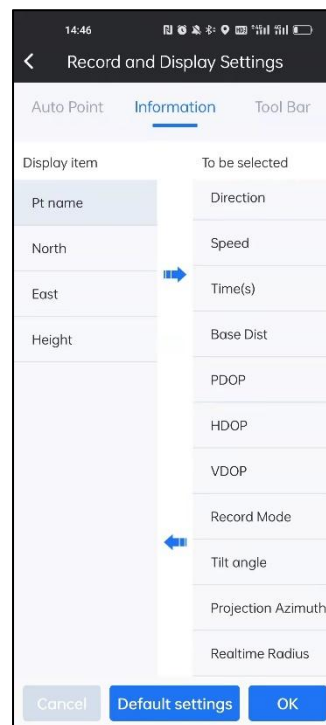 14:46
Record and Display Settings
Auto Point Information Tool Bar
Display item To be selected
Pt name
North
East
Height
Direction
Speed
Time(s)
Base Dist
PDOP
HDOP
VDOP
Record Mode
Tilt angle
Projection Azimuth
Realtime Radius
Cancel Default settings OK